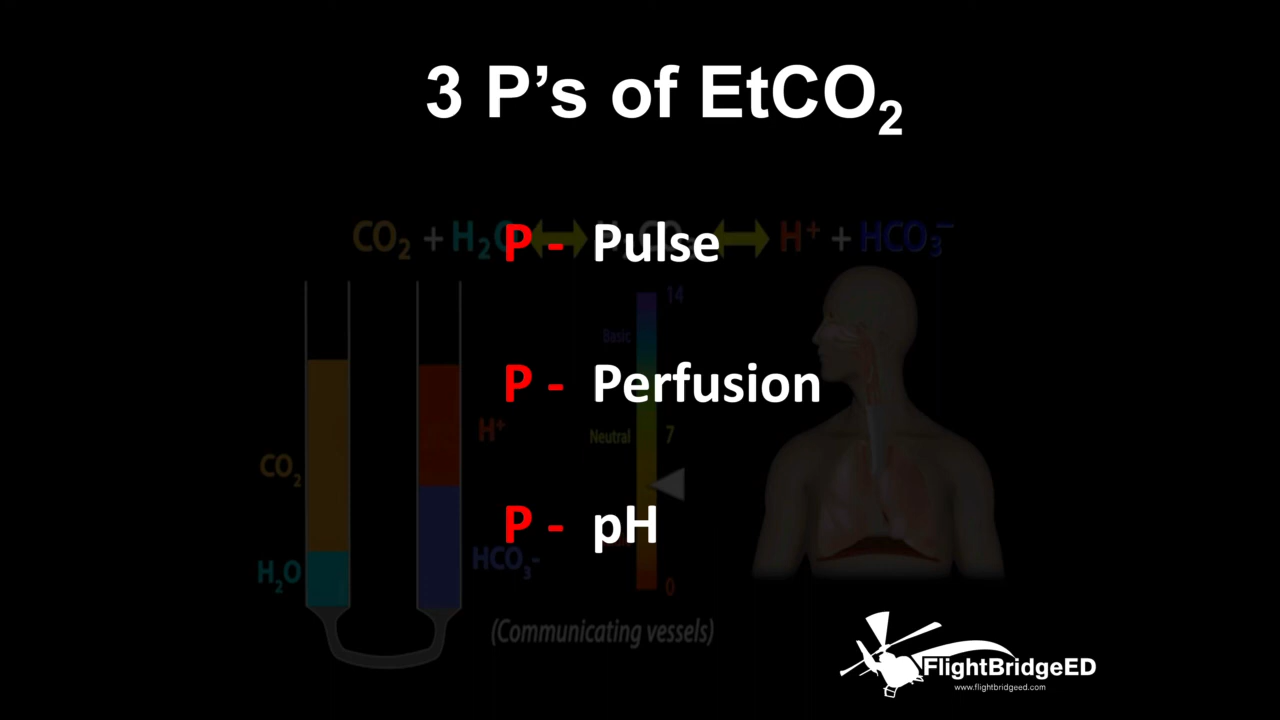 3 P's of EtCO₂
CO₂ + H₂O ↔ H₂CO₃ ↔ H⁺ + HCO₃⁻
P - Pulse
14
Basic
P - Perfusion
H⁺
Neutral 7
CO₂
P - pH
H₂O
HCO₃⁻
0
(Communicating vessels)
FlightBridgeED
www.flightbridgeed.com